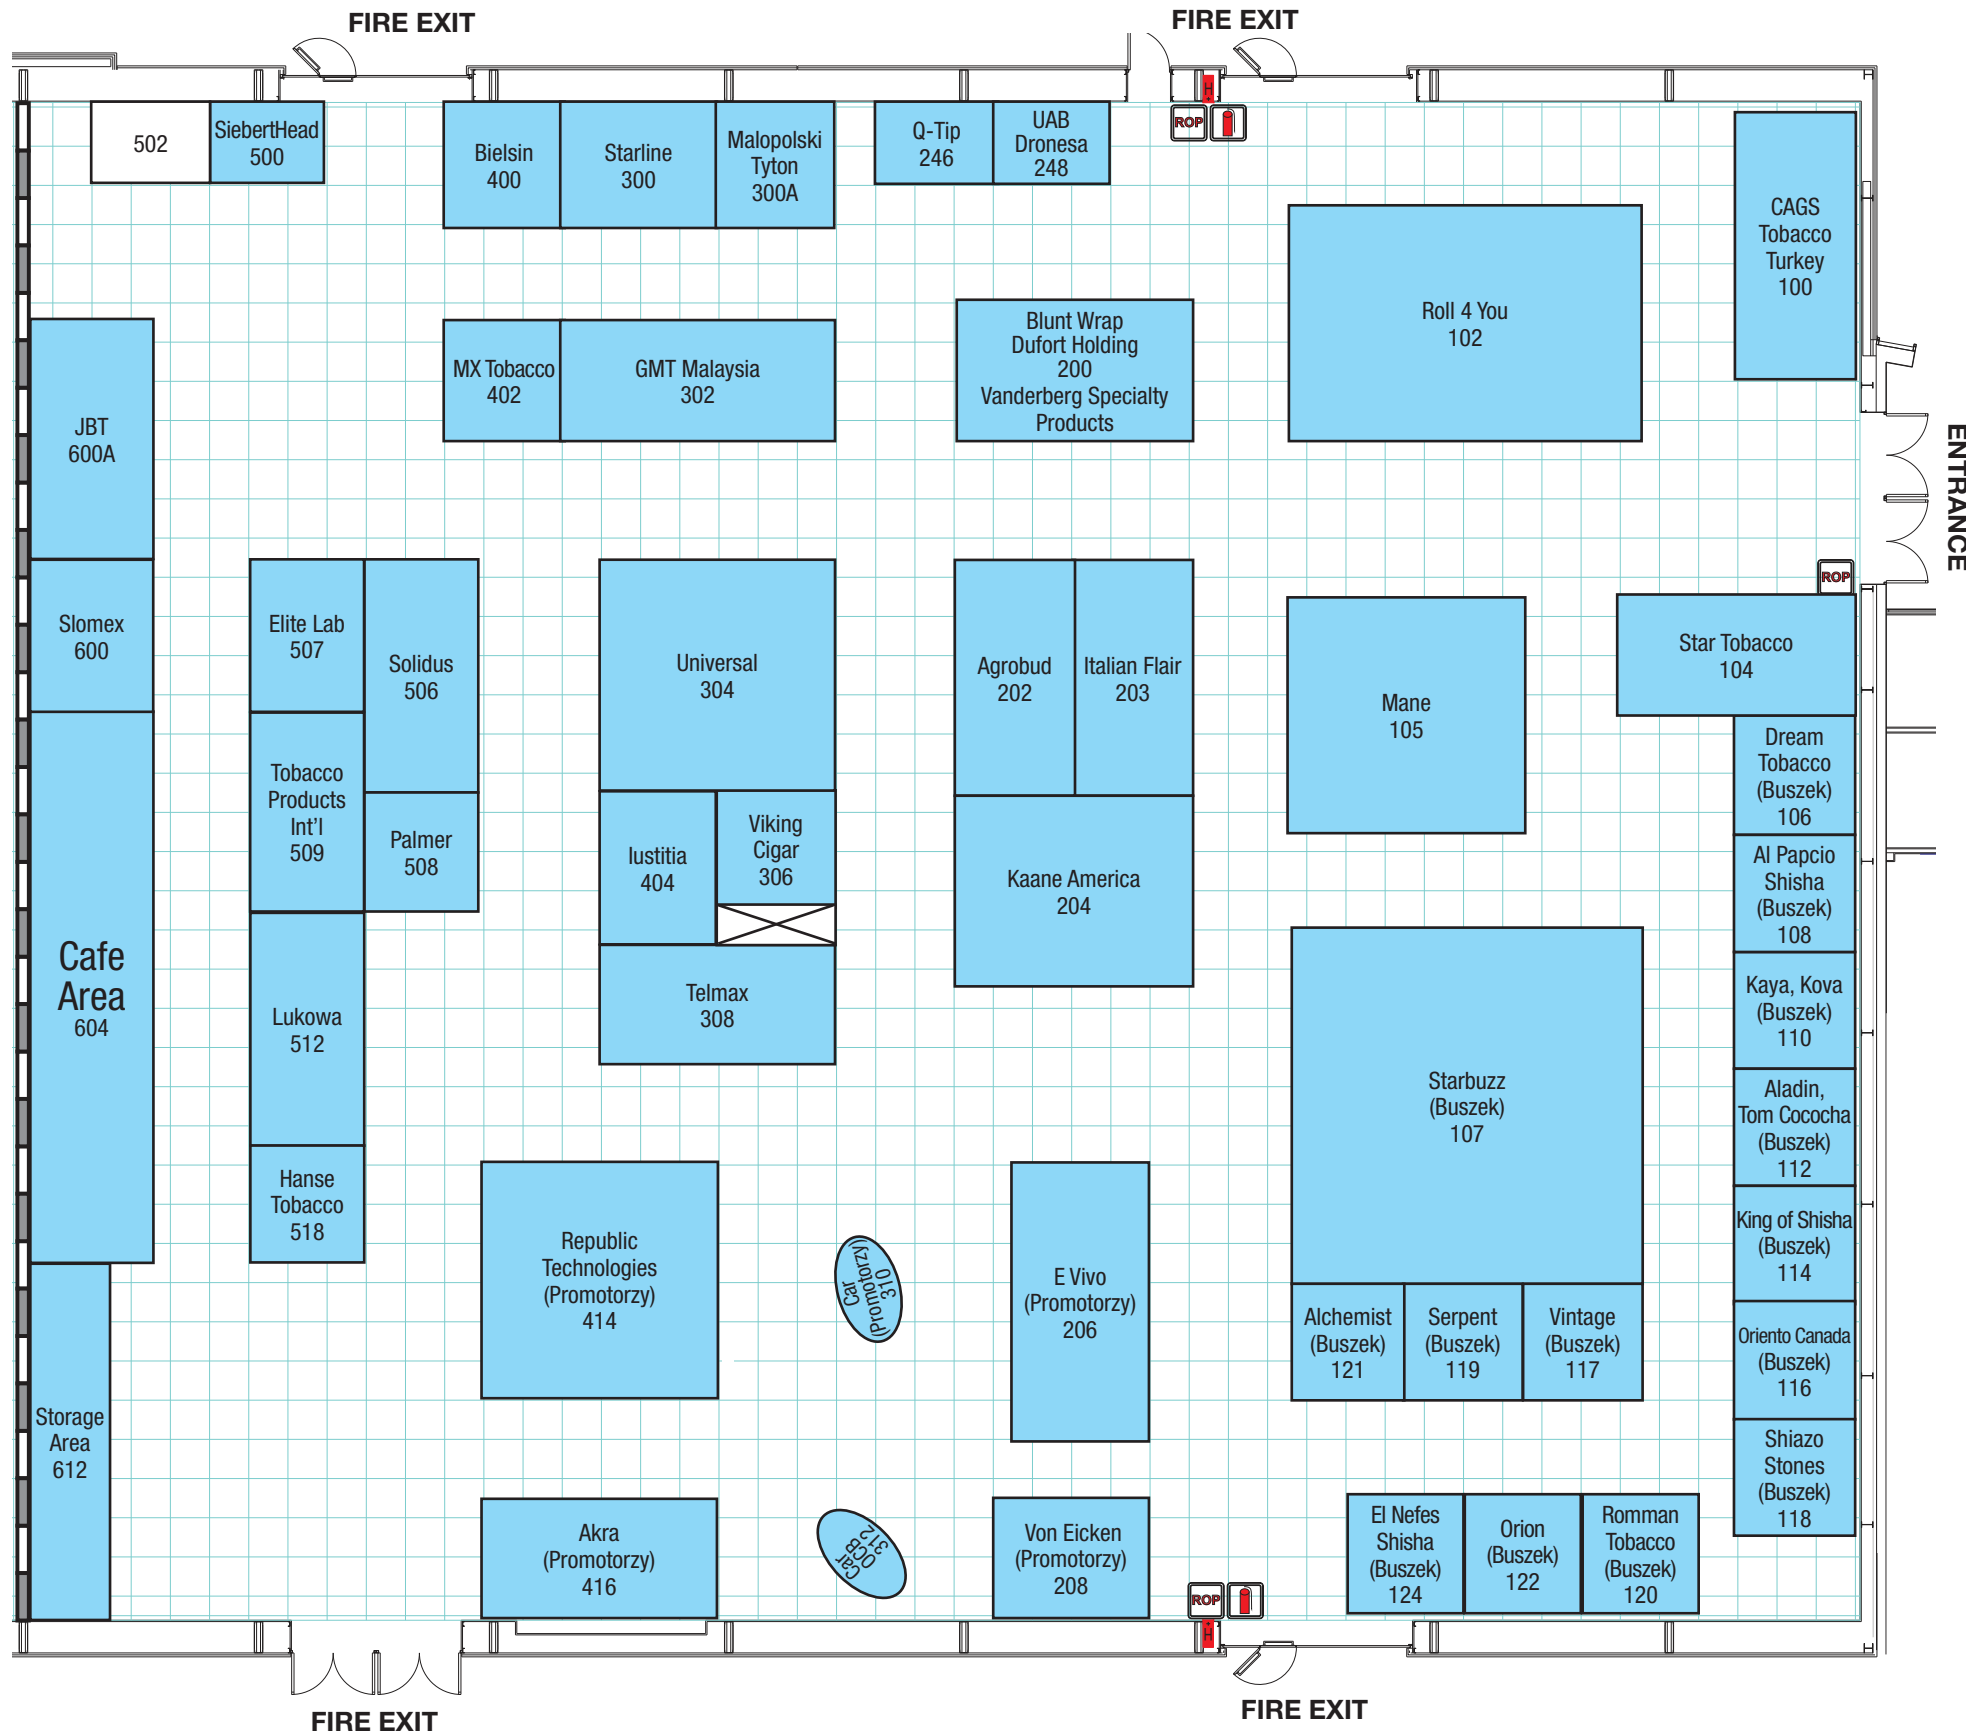 FIRE EXIT
FIRE EXIT
502
SiebertHead
500
Bielsin
400
Starline
300
Malopolski
Tyton
300A
Q-Tip
246
UAB
Dronesa
248
ROP
CAGS
Tobacco
Turkey
100
Roll 4 You
102
Blunt Wrap
Dufort Holding
200
Vanderberg Specialty
Products
MX Tobacco
402
GMT Malaysia
302
JBT
600A
ENTRANCE
ROP
Slomex
600
Elite Lab
507
Solidus
506
Universal
304
Agrobud
202
Italian Flair
203
Mane
105
Star Tobacco
104
Dream
Tobacco
(Buszek)
106
Tobacco
Products
Int'l
509
Palmer
508
Iustitia
404
Viking
Cigar
306
Kaane America
204
Al Papcio
Shisha
(Buszek)
108
Cafe
Area
604
Lukowa
512
Telmax
308
Kaya, Kova
(Buszek)
110
Starbuzz
(Buszek)
107
Aladin,
Tom Cococha
(Buszek)
112
Hanse
Tobacco
518
Republic
Technologies
(Promotorzy)
414
Car
(Promotorzy)
310
E Vivo
(Promotorzy)
206
King of Shisha
(Buszek)
114
Alchemist
(Buszek)
121
Serpent
(Buszek)
119
Vintage
(Buszek)
117
Oriento Canada
(Buszek)
116
Storage
Area
612
Shiazo
Stones
(Buszek)
118
Akra
(Promotorzy)
416
Car
OCB
312
Von Eicken
(Promotorzy)
208
ROP
El Nefes
Shisha
(Buszek)
124
Orion
(Buszek)
122
Romman
Tobacco
(Buszek)
120
FIRE EXIT
FIRE EXIT